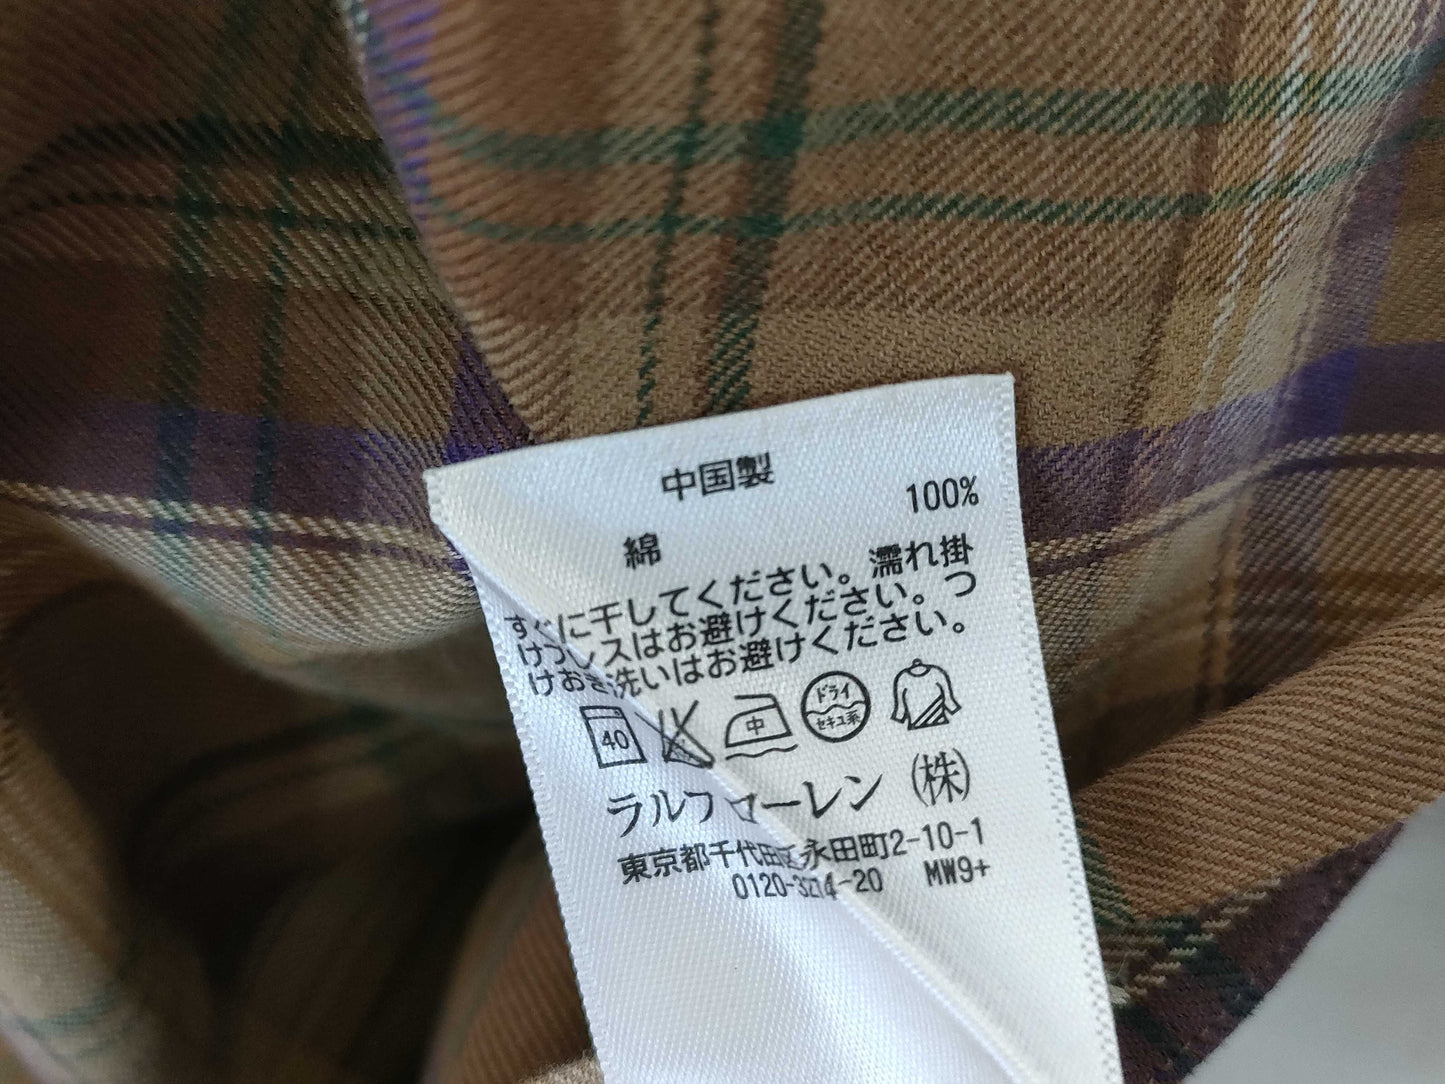 中国製
綿 100%
すぐに干してください。濡れ掛
けプレスはお避けください。つ
けおき洗いはお避けください。
40 中 ドライ セキユ系
ラルフローレン (株)
東京都千代田区永田町2-10-1
0120-3274-20 MW9+